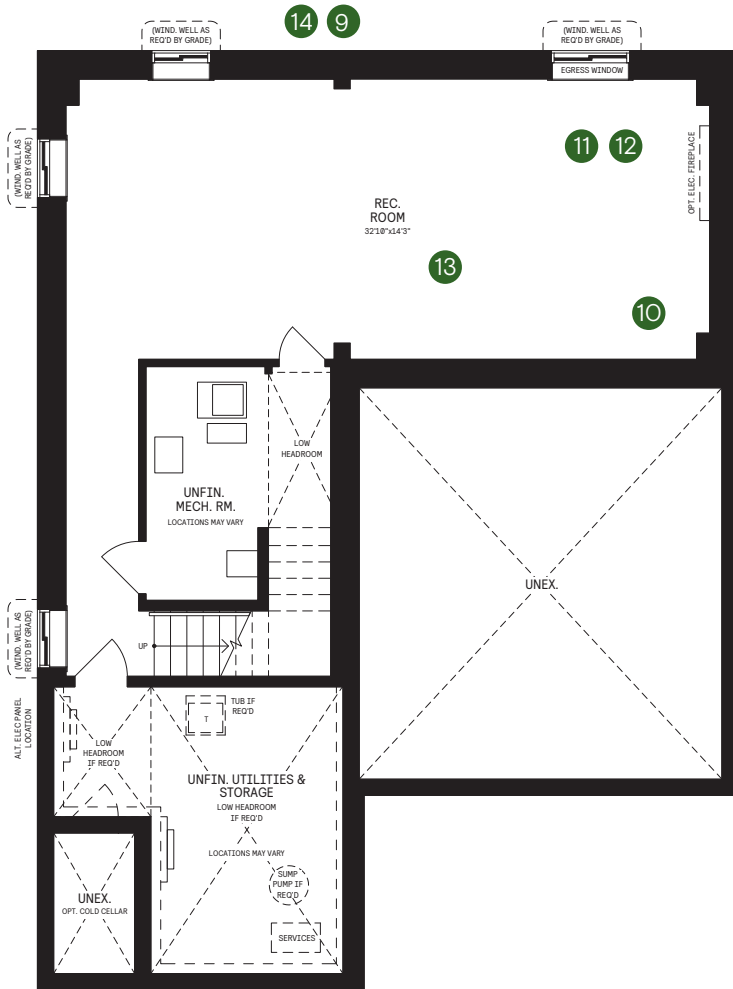 14 9
(WIND. WELL AS
REQ'D BY GRADE)
(WIND. WELL AS
REQ'D BY GRADE)
EGRESS WINDOW
(WIND. WELL AS
REQ'D BY GRADE)
11 12
OPT. ELEC. FIREPLACE
REC.
ROOM
32'10"x14'3"
13
10
LOW
HEADROOM
UNFIN.
MECH. RM.
LOCATIONS MAY VARY
UNEX.
(WIND. WELL AS
REQ'D BY GRADE)
UP
ALT. ELEC PANEL
LOCATION
TUB IF
REQ'D
T
LOW
HEADROOM
IF REQ'D
UNFIN. UTILITIES &
STORAGE
LOW HEADROOM
IF REQ'D
LOCATIONS MAY VARY
SUMP
PUMP IF
REQ'D
UNEX.
OPT. COLD CELLAR
SERVICES